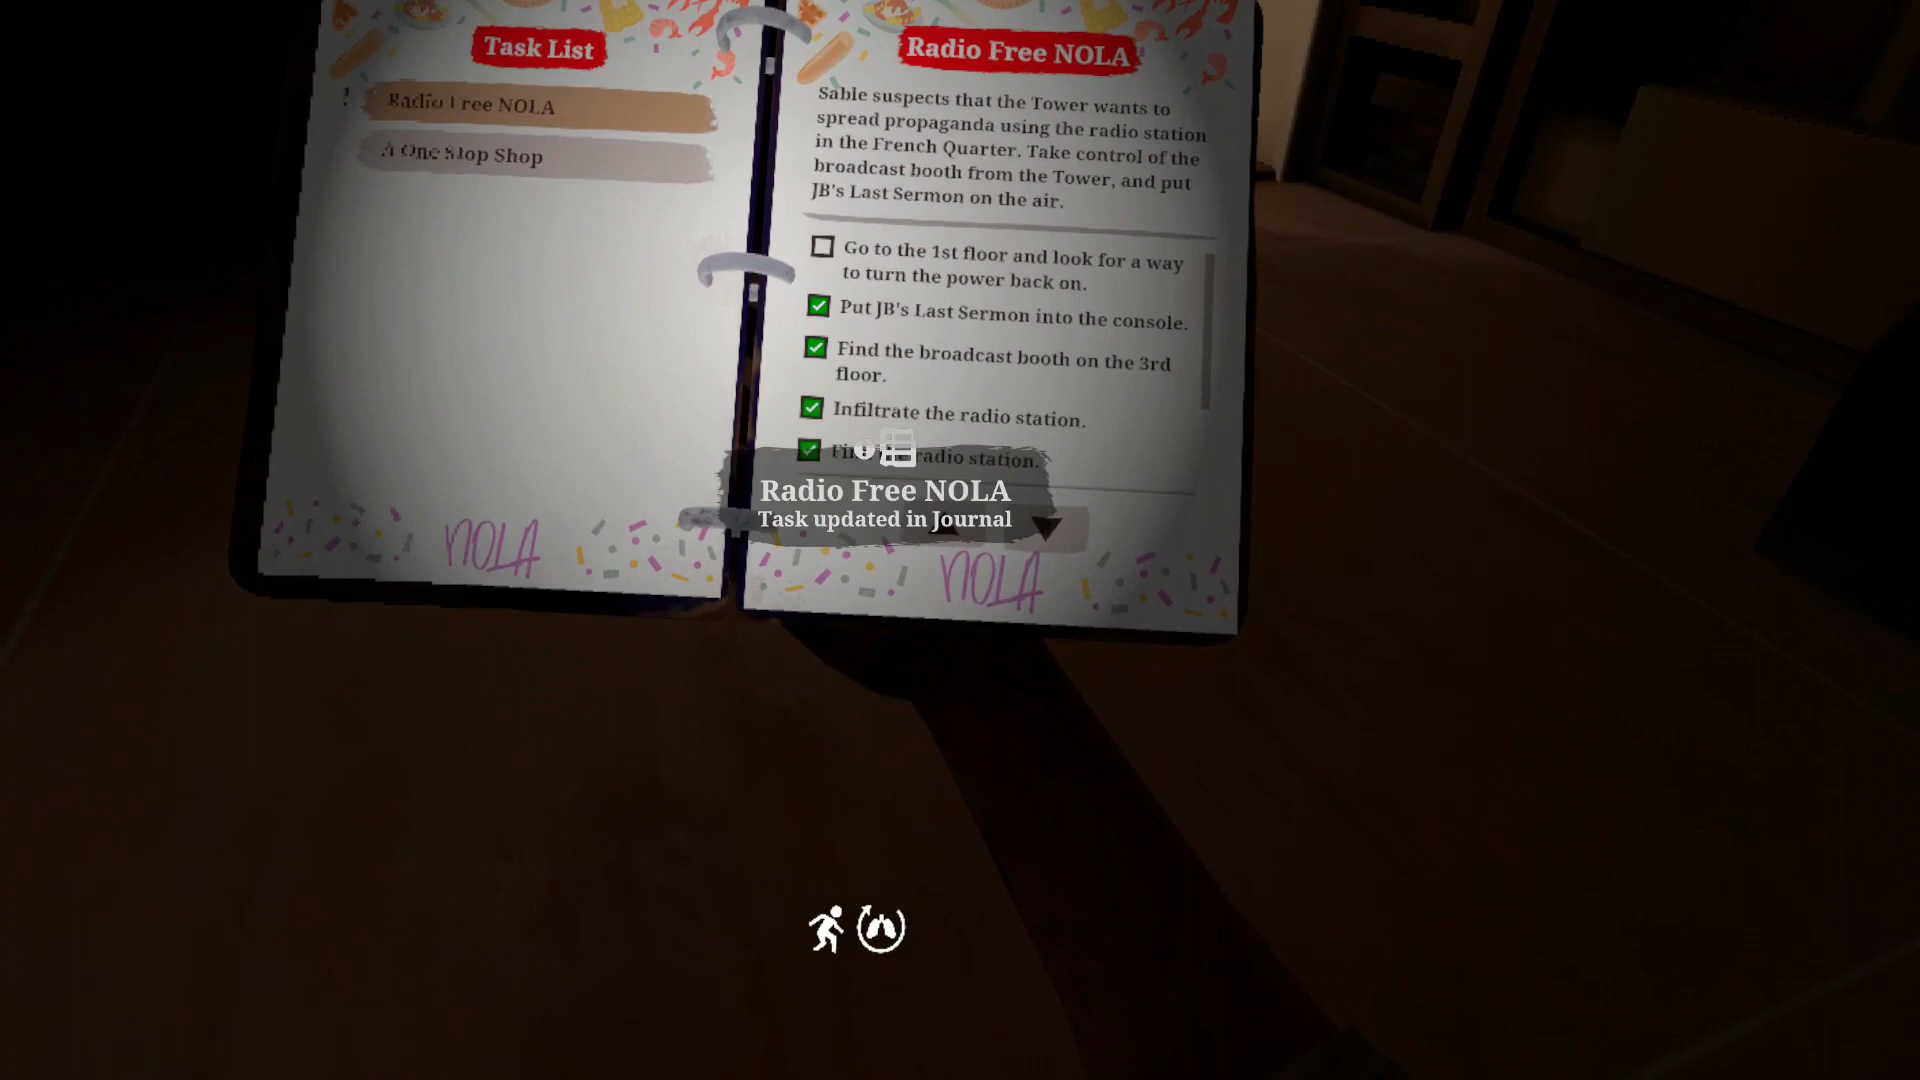 Task List
Radio Free NOLA
A One Stop Shop
NOLA
Radio Free NOLA
Sable suspects that the Tower wants to
spread propaganda using the radio station
in the French Quarter. Take control of the
broadcast booth from the Tower, and put
JB's Last Sermon on the air.
Go to the 1st floor and look for a way
to turn the power back on.
Put JB's Last Sermon into the console.
Find the broadcast booth on the 3rd
floor.
Infiltrate the radio station.
Find the radio station.
Radio Free NOLA
Task updated in Journal
NOLA